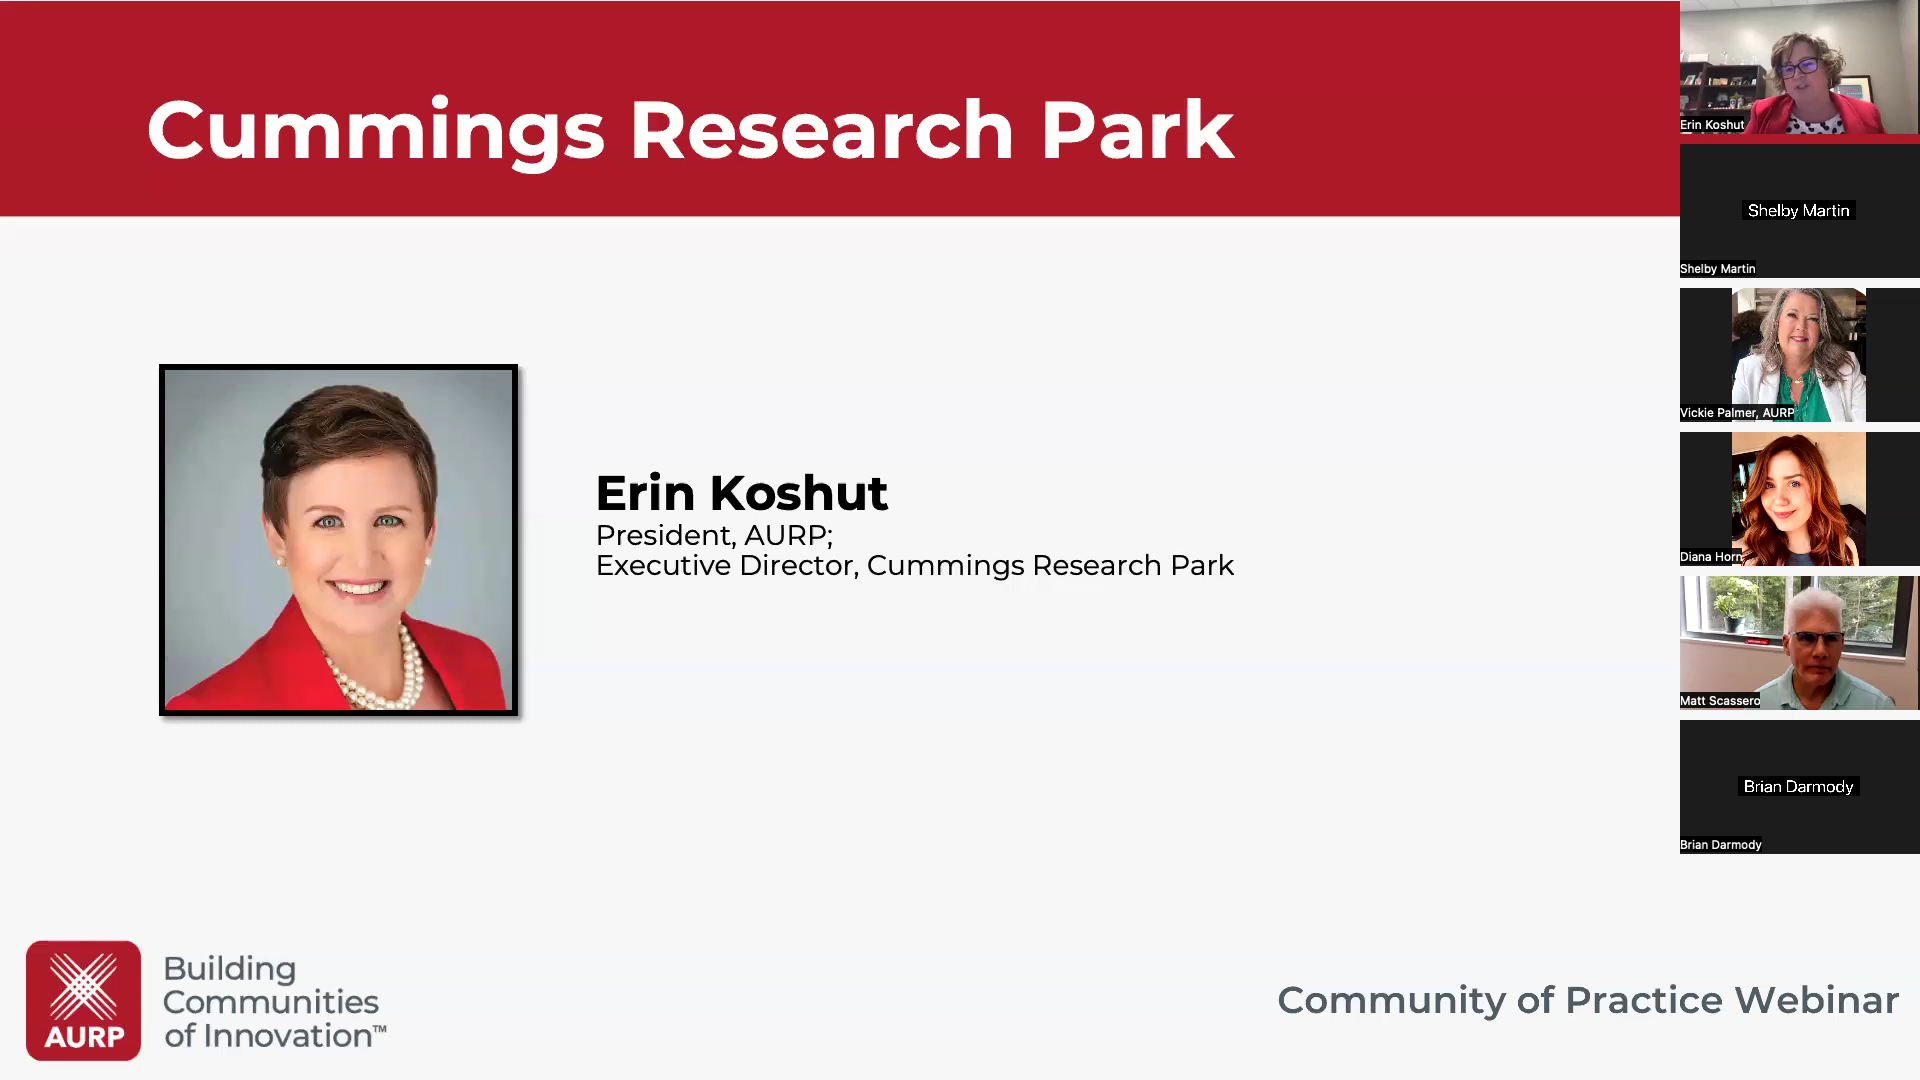 Cummings Research Park
Erin Koshut
President, AURP;
Executive Director, Cummings Research Park
AURP
Building
Communities
of Innovation™
Community of Practice Webinar
Erin Koshut
Shelby Martin
Shelby Martin
Vickie Palmer, AURP
Diana Horn
Matt Scassero
Brian Darmody
Brian Darmody